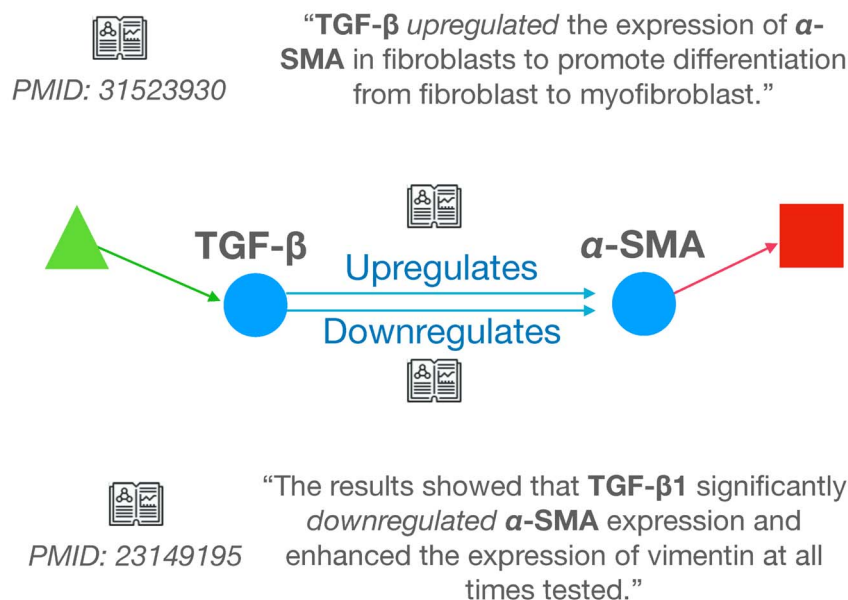 “TGF-β upregulated the expression of α-
SMA in fibroblasts to promote differentiation
from fibroblast to myofibroblast.”
PMID: 31523930
TGF-β
α-SMA
Upregulates
Downregulates
“The results showed that TGF-β1 significantly
downregulated α-SMA expression and
enhanced the expression of vimentin at all
times tested.”
PMID: 23149195